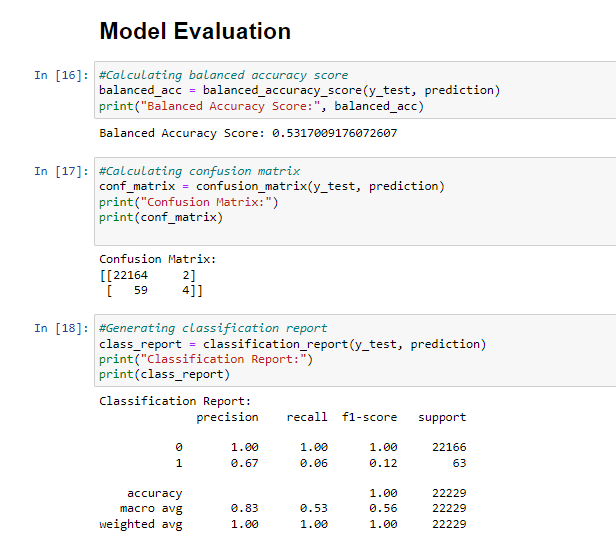 Model Evaluation
In [16]: #Calculating balanced accuracy score
balanced_acc = balanced_accuracy_score(y_test, prediction)
print("Balanced Accuracy Score:", balanced_acc)
Balanced Accuracy Score: 0.5317009176072607
In [17]: #Calculating confusion matrix
conf_matrix = confusion_matrix(y_test, prediction)
print("Confusion Matrix:")
print(conf_matrix)
Confusion Matrix:
[[22164     2]
 [   59     4]]
In [18]: #Generating classification report
class_report = classification_report(y_test, prediction)
print("Classification Report:")
print(class_report)
Classification Report:
              precision    recall  f1-score   support
           0       1.00      1.00      1.00     22166
           1       0.67      0.06      0.12        63
    accuracy                           1.00     22229
   macro avg       0.83      0.53      0.56     22229
weighted avg       1.00      1.00      1.00     22229